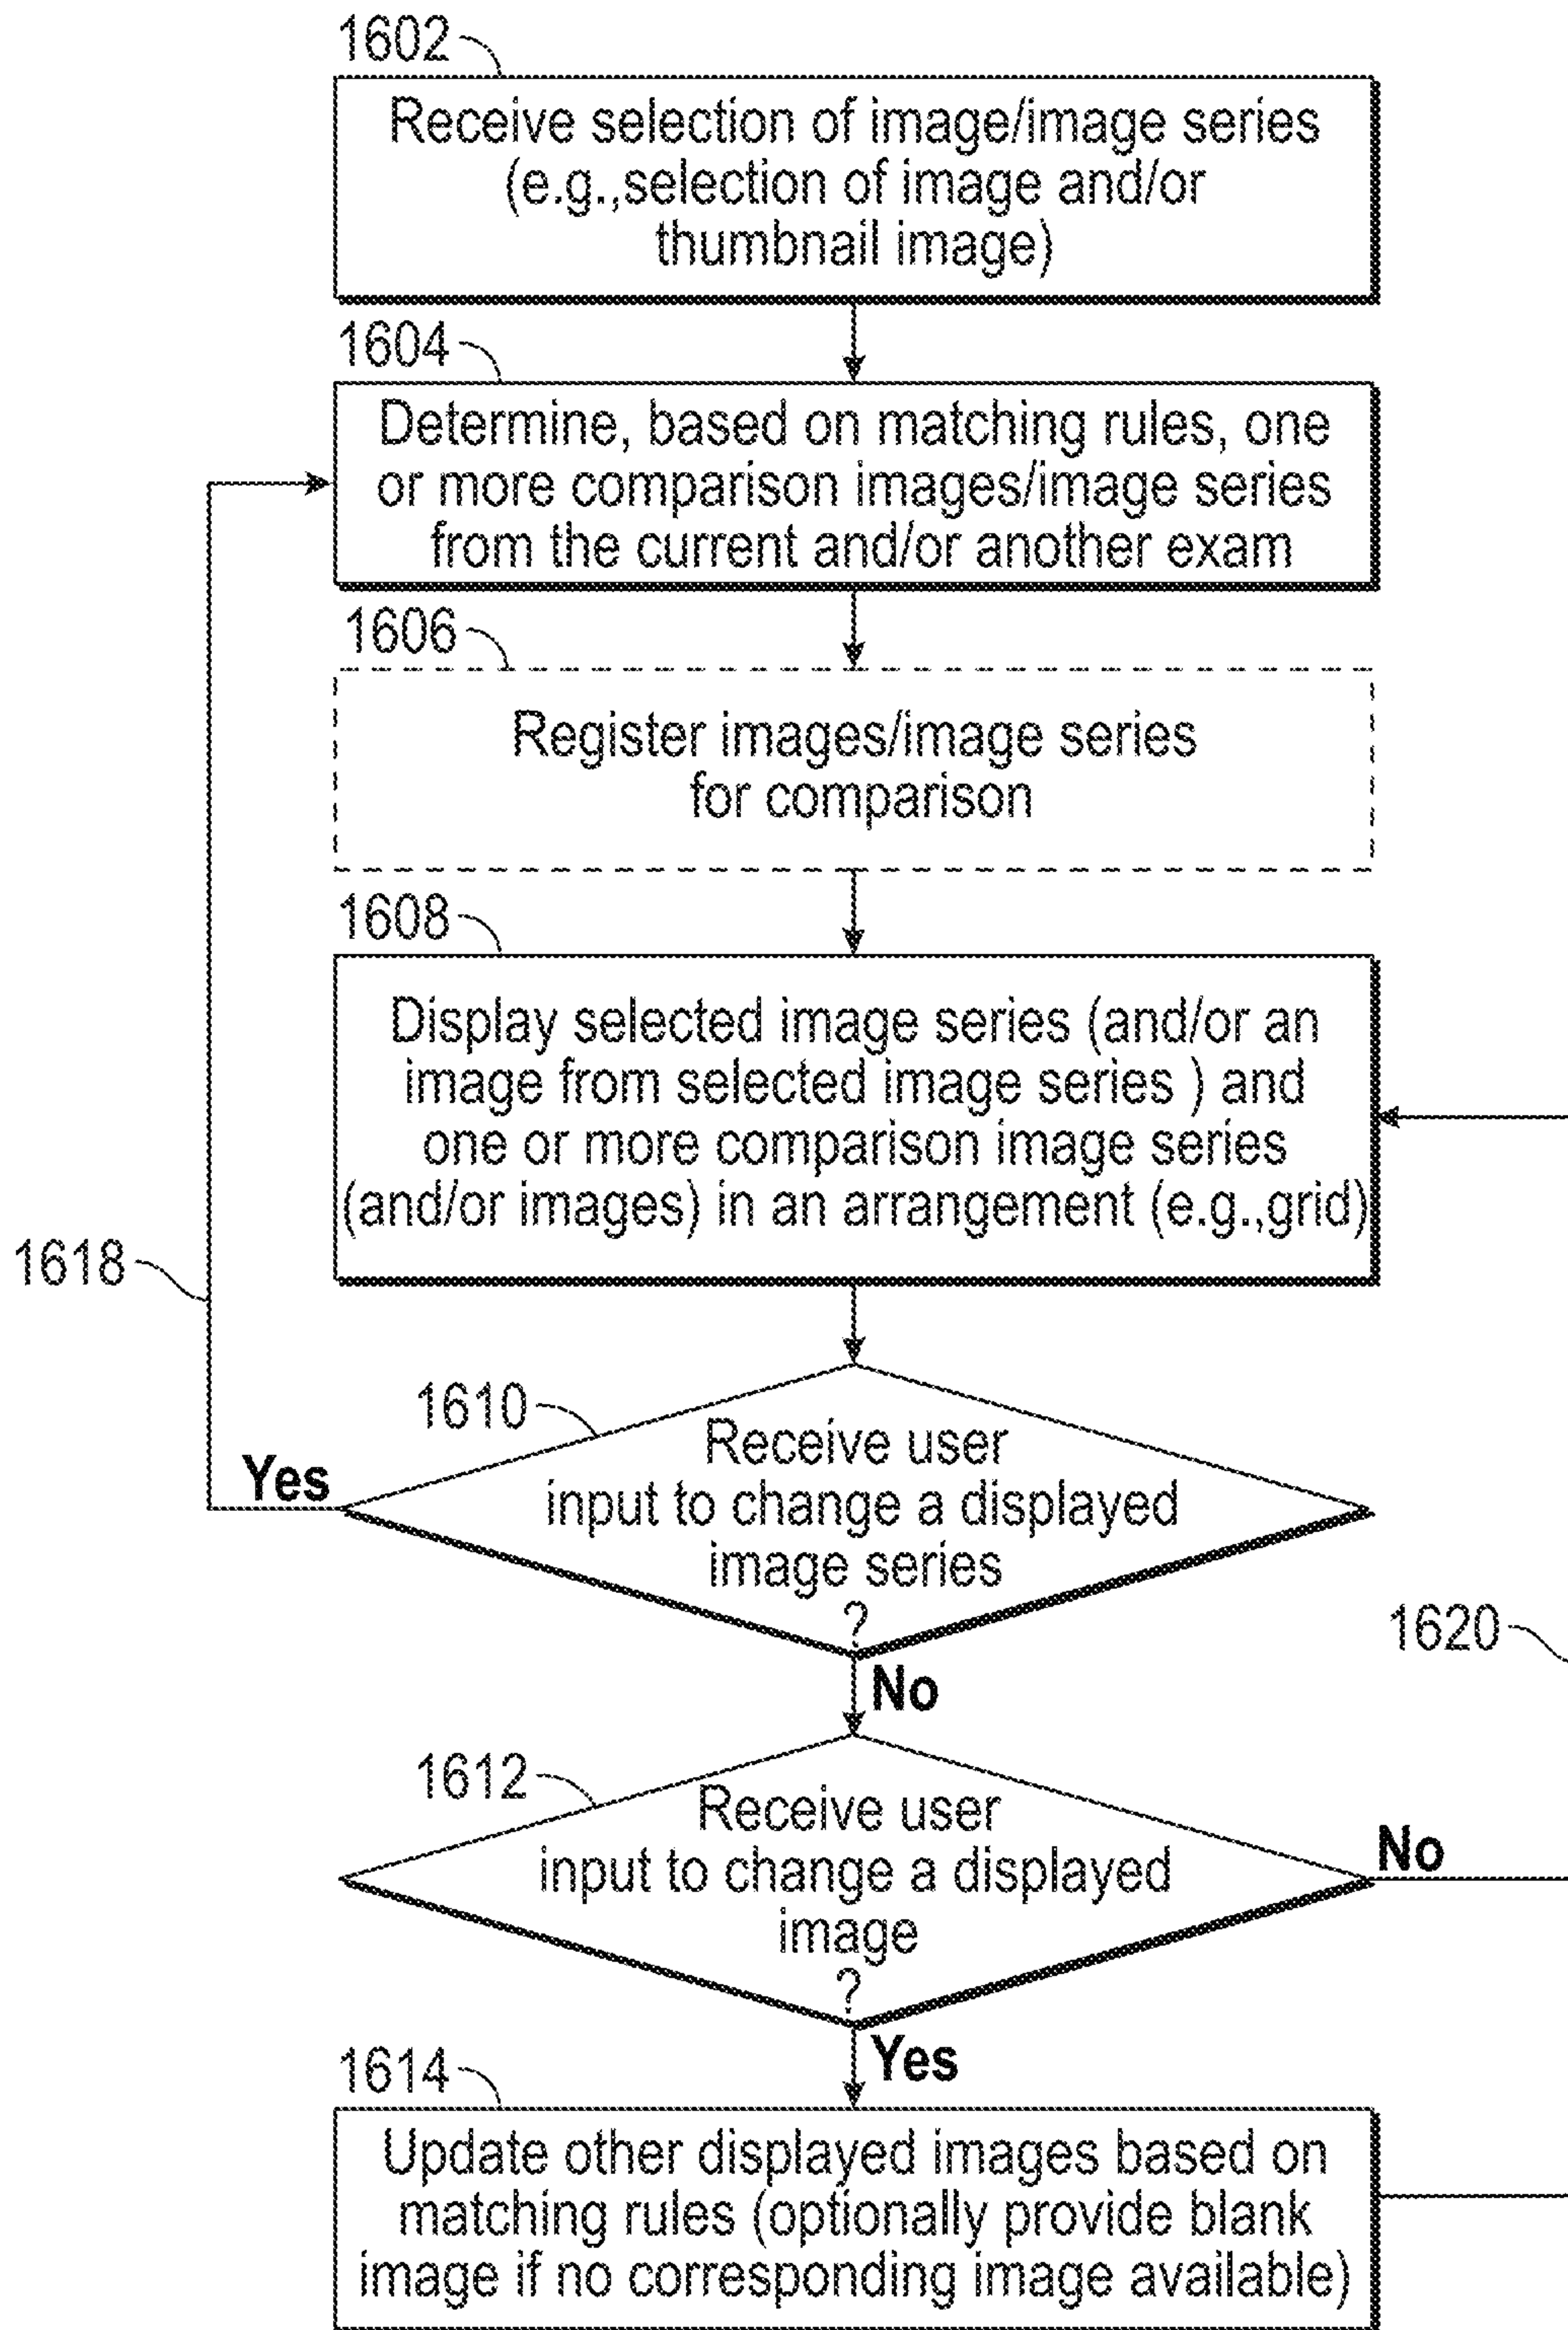 1602
Receive selection of image/image series
(e.g.,selection of image and/or
thumbnail image)
1604
Determine, based on matching rules, one
or more comparison images/image series
from the current and/or another exam
1606
Register images/image series
for comparison
1608
Display selected image series (and/or an
image from selected image series ) and
one or more comparison image series
(and/or images) in an arrangement (e.g.,grid)
1618
1610
Yes
Receive user
input to change a displayed
image series
?
1620
No
1612
Receive user
input to change a displayed
image
?
No
Yes
1614
Update other displayed images based on
matching rules (optionally provide blank
image if no corresponding image available)